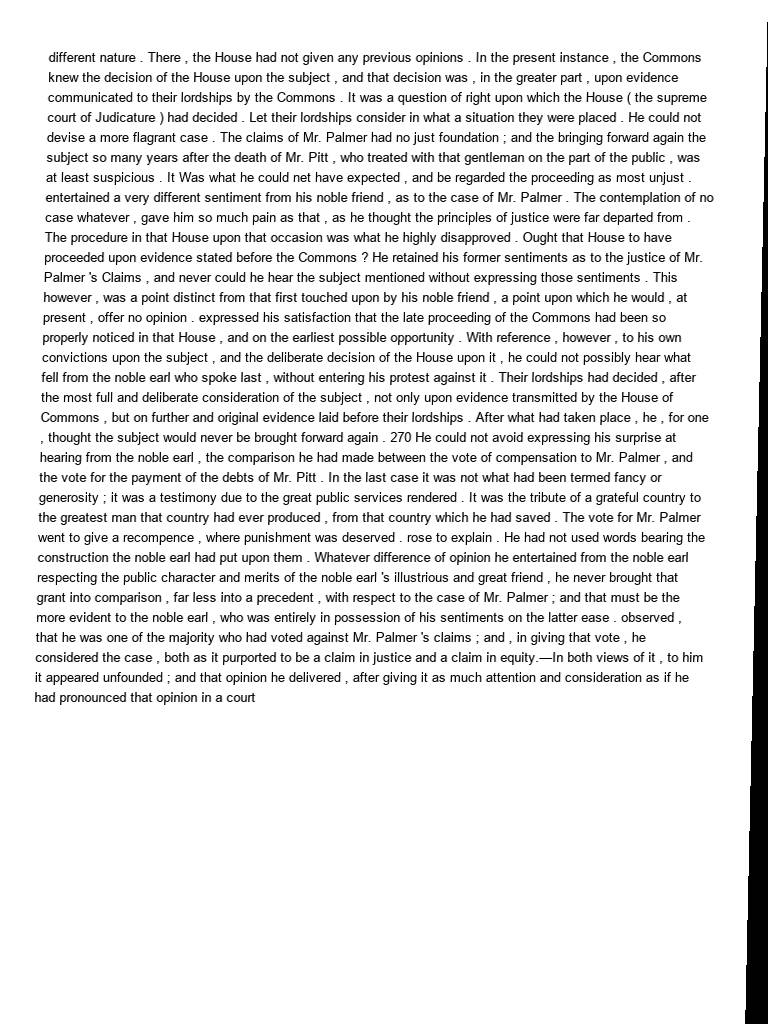 different nature . There , the House had not given any previous opinions . In the present instance , the Commons
knew the decision of the House upon the subject , and that decision was , in the greater part , upon evidence
communicated to their lordships by the Commons . It was a question of right upon which the House ( the supreme
court of Judicature ) had decided . Let their lordships consider in what a situation they were placed . He could not
devise a more flagrant case . The claims of Mr. Palmer had no just foundation ; and the bringing forward again the
subject so many years after the death of Mr. Pitt , who treated with that gentleman on the part of the public , was
at least suspicious . It Was what he could net have expected , and be regarded the proceeding as most unjust .
entertained a very different sentiment from his noble friend , as to the case of Mr. Palmer . The contemplation of no
case whatever , gave him so much pain as that , as he thought the principles of justice were far departed from .
The procedure in that House upon that occasion was what he highly disapproved . Ought that House to have
proceeded upon evidence stated before the Commons ? He retained his former sentiments as to the justice of Mr.
Palmer 's Claims , and never could he hear the subject mentioned without expressing those sentiments . This
however , was a point distinct from that first touched upon by his noble friend , a point upon which he would , at
present , offer no opinion . expressed his satisfaction that the late proceeding of the Commons had been so
properly noticed in that House , and on the earliest possible opportunity . With reference , however , to his own
convictions upon the subject , and the deliberate decision of the House upon it , he could not possibly hear what
fell from the noble earl who spoke last , without entering his protest against it . Their lordships had decided , after
the most full and deliberate consideration of the subject , not only upon evidence transmitted by the House of
Commons , but on further and original evidence laid before their lordships . After what had taken place , he , for one
, thought the subject would never be brought forward again . 270 He could not avoid expressing his surprise at
hearing from the noble earl , the comparison he had made between the vote of compensation to Mr. Palmer , and
the vote for the payment of the debts of Mr. Pitt . In the last case it was not what had been termed fancy or
generosity ; it was a testimony due to the great public services rendered . It was the tribute of a grateful country to
the greatest man that country had ever produced , from that country which he had saved . The vote for Mr. Palmer
went to give a recompence , where punishment was deserved . rose to explain . He had not used words bearing the
construction the noble earl had put upon them . Whatever difference of opinion he entertained from the noble earl
respecting the public character and merits of the noble earl 's illustrious and great friend , he never brought that
grant into comparison , far less into a precedent , with respect to the case of Mr. Palmer ; and that must be the
more evident to the noble earl , who was entirely in possession of his sentiments on the latter ease . observed ,
that he was one of the majority who had voted against Mr. Palmer 's claims ; and , in giving that vote , he
considered the case , both as it purported to be a claim in justice and a claim in equity.—In both views of it , to him
it appeared unfounded ; and that opinion he delivered , after giving it as much attention and consideration as if he
had pronounced that opinion in a court